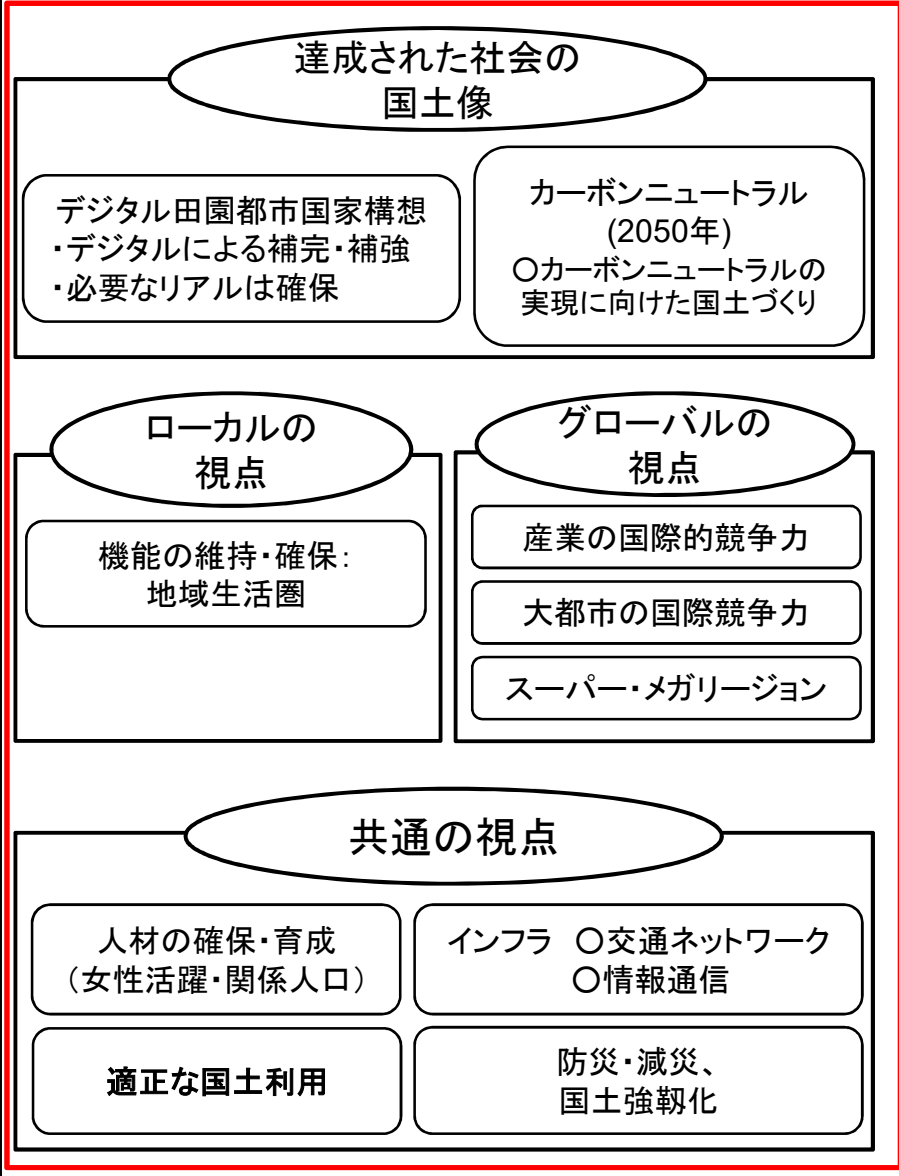 達成された社会の
国土像
デジタル田園都市国家構想
・デジタルによる補完・補強
・必要なリアルは確保
カーボンニュートラル
(2050年)
〇カーボンニュートラルの
実現に向けた国土づくり
ローカルの
視点
機能の維持・確保:
地域生活圏
グローバルの
視点
産業の国際的競争力
大都市の国際競争力
スーパー・メガリージョン
共通の視点
人材の確保・育成
(女性活躍・関係人口)
インフラ 〇交通ネットワーク
〇情報通信
適正な国土利用
防災・減災、
国土強靱化